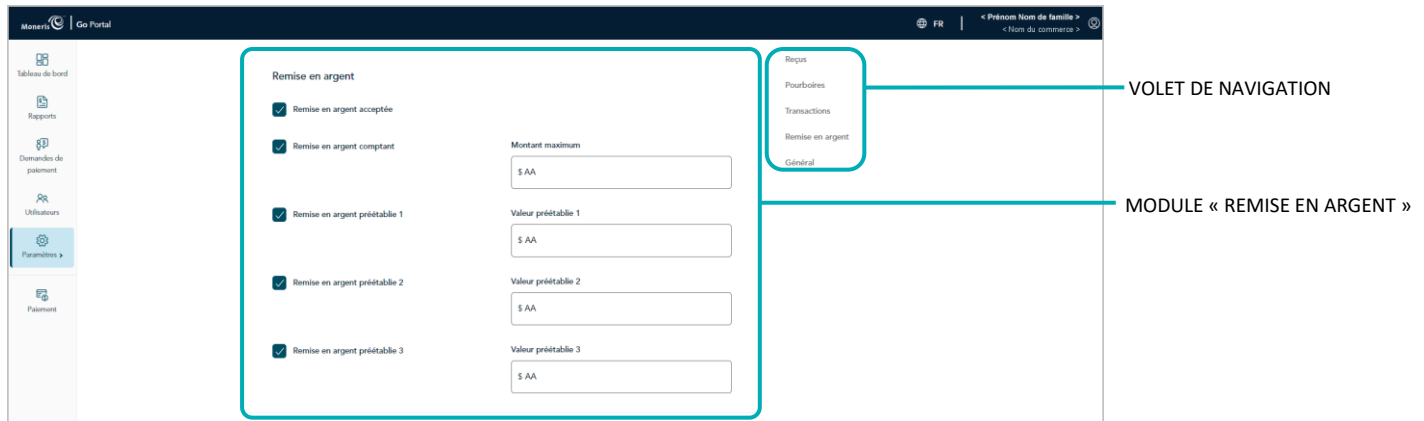 Moneris Go Portal
FR
< Prénom Nom de famille >
< Nom du commerce >
Tableau de bord
Rapports
Demandes de
paiement
Utilisateurs
Paramètres
Paiement
Remise en argent
Remise en argent acceptée
Remise en argent comptant
Montant maximum
$ AA
Remise en argent préétablie 1
Valeur préétablie 1
$ AA
Remise en argent préétablie 2
Valeur préétablie 2
$ AA
Remise en argent préétablie 3
Valeur préétablie 3
$ AA
Reçus
Pourboires
Transactions
Remise en argent
Général
VOLET DE NAVIGATION
MODULE « REMISE EN ARGENT »